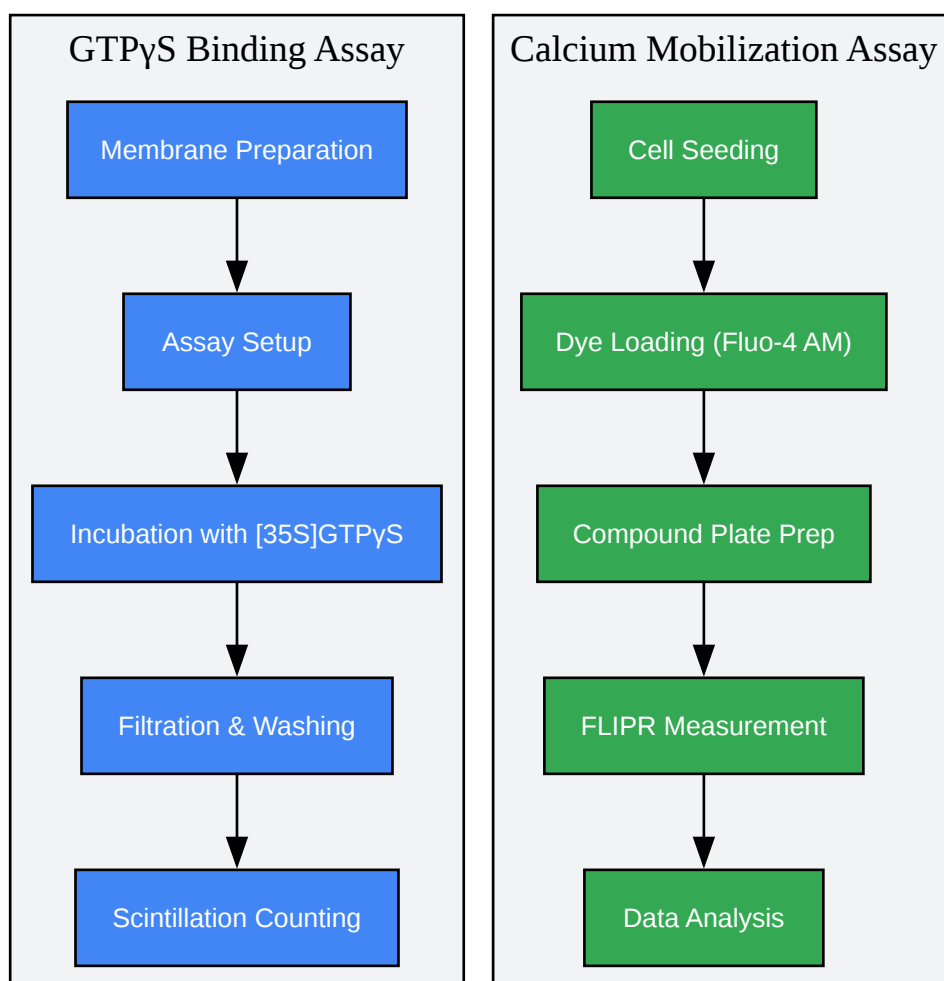 GTPγS Binding Assay
Membrane Preparation
Assay Setup
Incubation with [35S]GTPγS
Filtration & Washing
Scintillation Counting
Calcium Mobilization Assay
Cell Seeding
Dye Loading (Fluo-4 AM)
Compound Plate Prep
FLIPR Measurement
Data Analysis